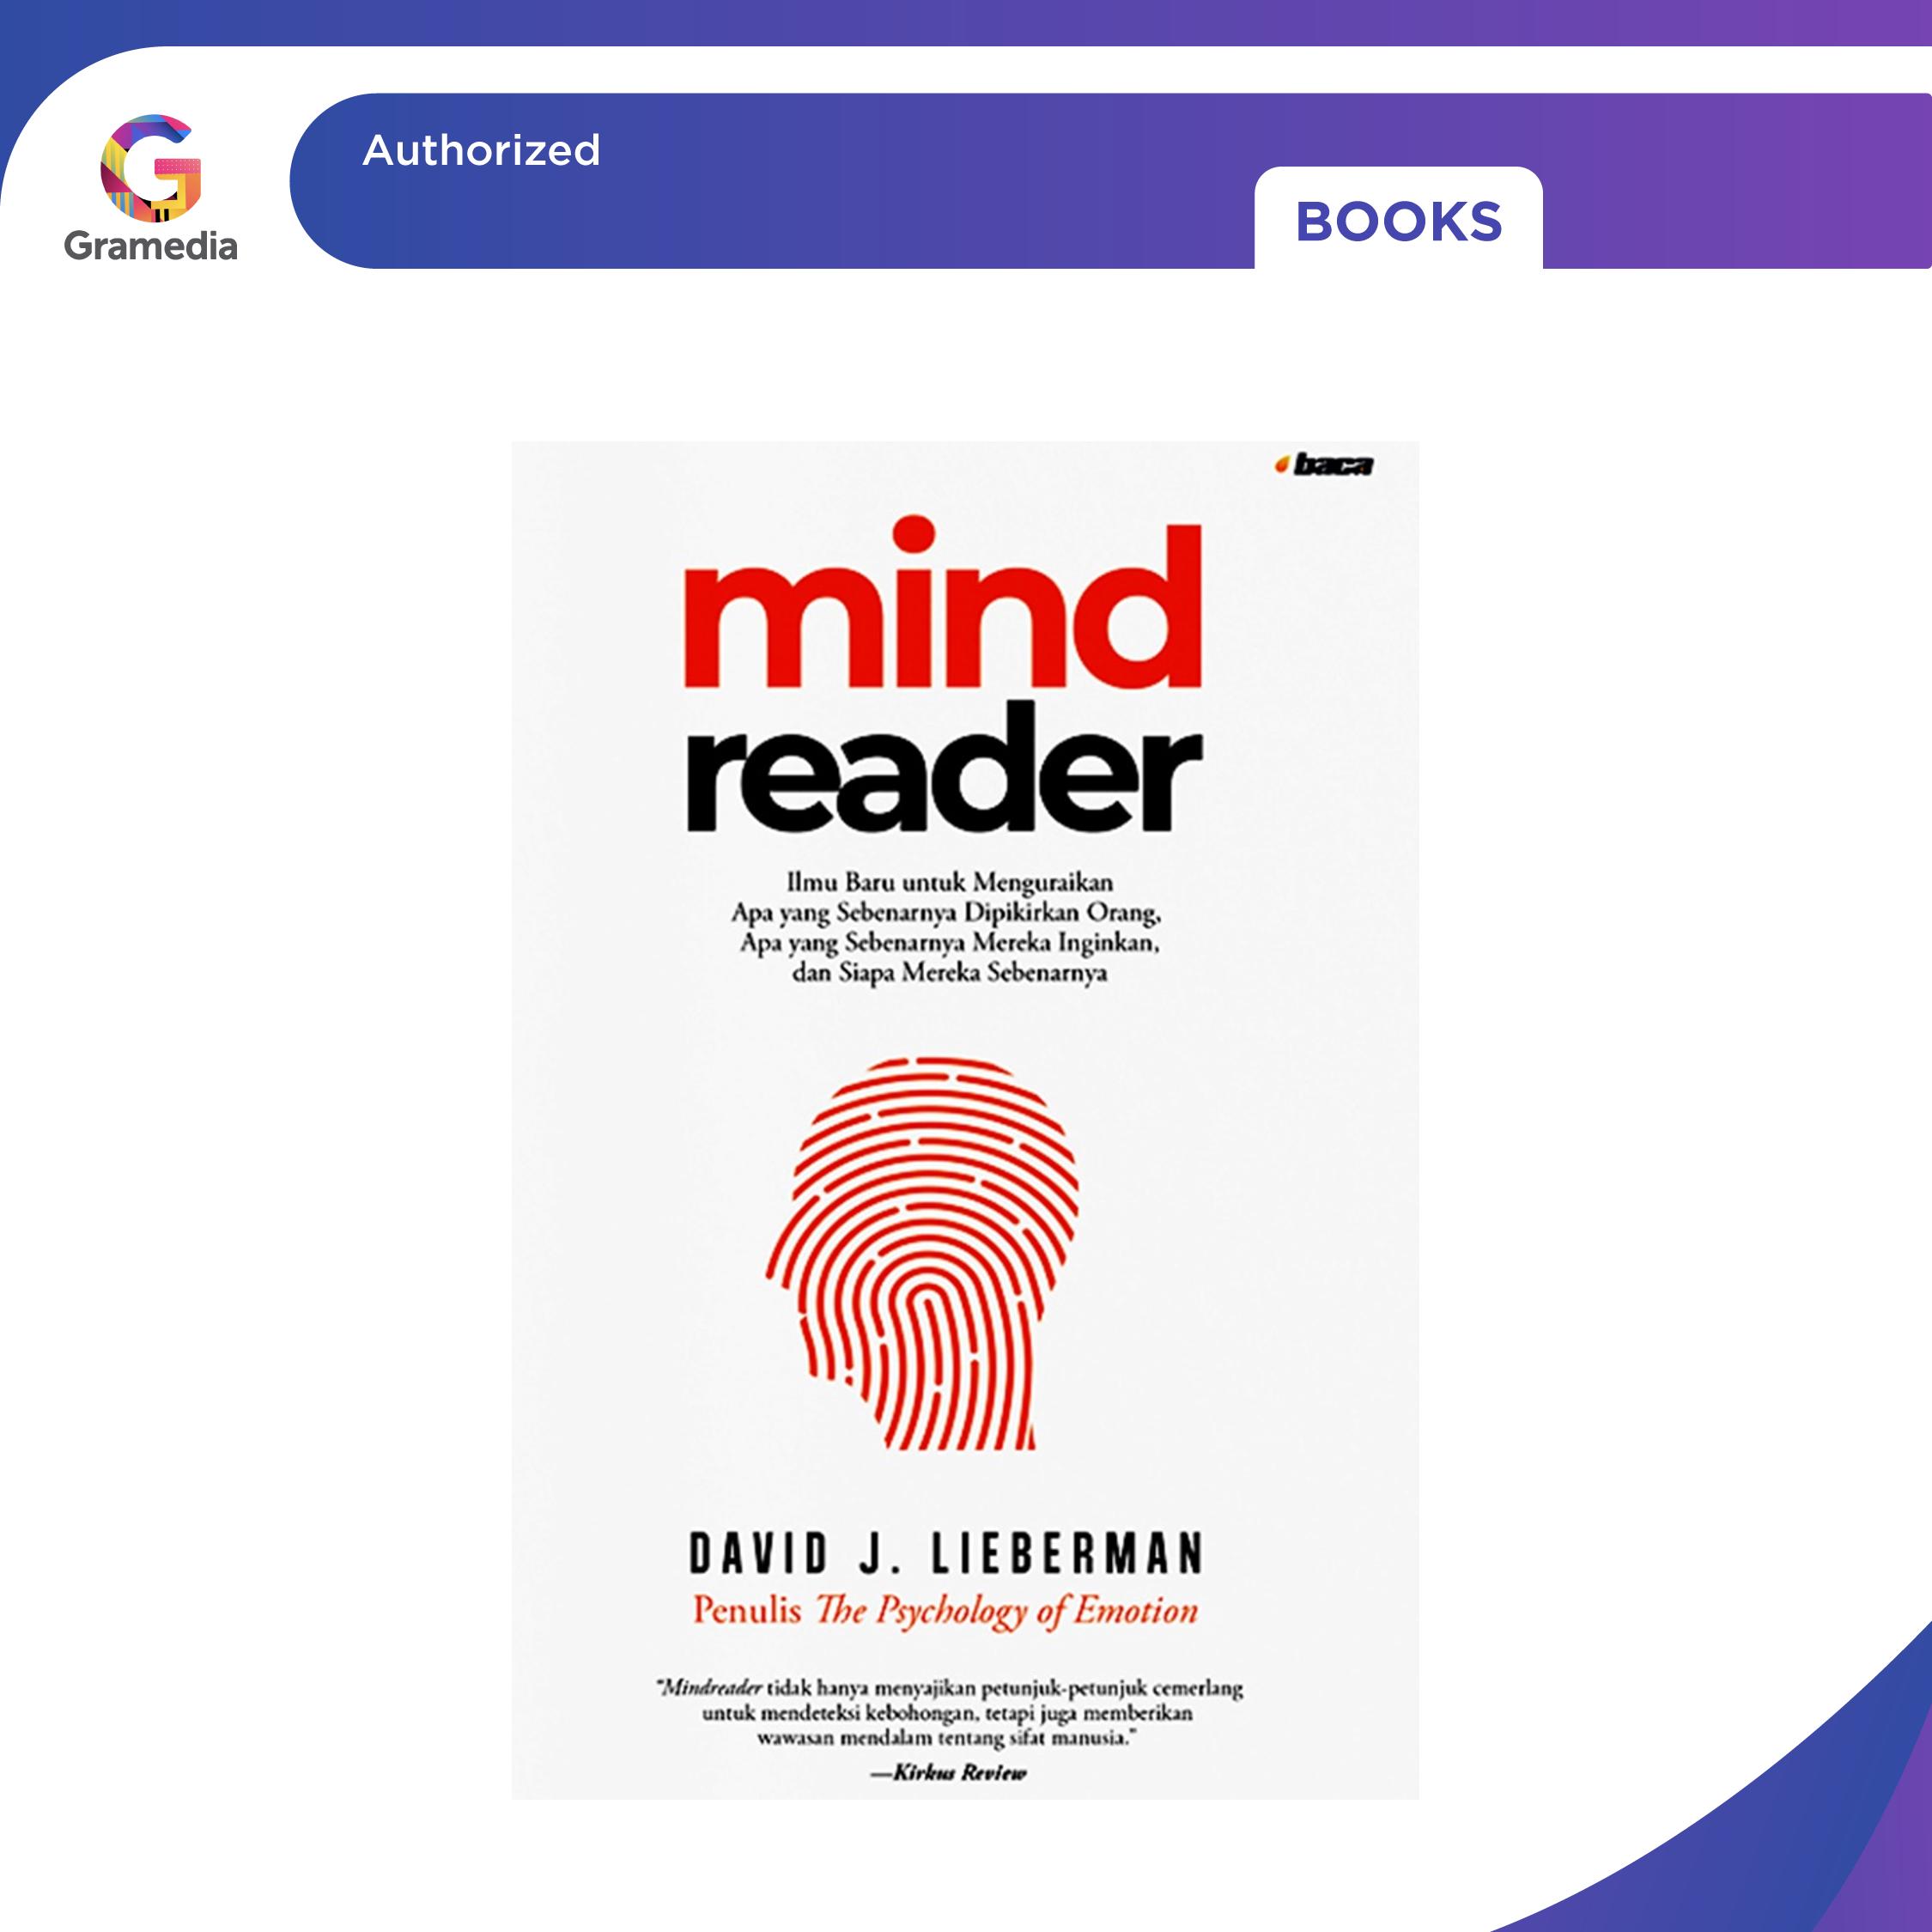 Gramedia
Authorized
BOOKS
baca
mind
reader
Ilmu Baru untuk Menguraikan
Apa yang Sebenarnya Dipikirkan Orang,
Apa yang Sebenarnya Mereka Inginkan,
dan Siapa Mereka Sebenarnya
DAVID J. LIEBERMAN
Penulis The Psychology of Emotion
"Mindreader tidak hanya menyajikan petunjuk-petunjuk cemerlang
untuk mendeteksi kebohongan, tetapi juga memberikan
wawasan mendalam tentang sifat manusia."
—Kirkus Review